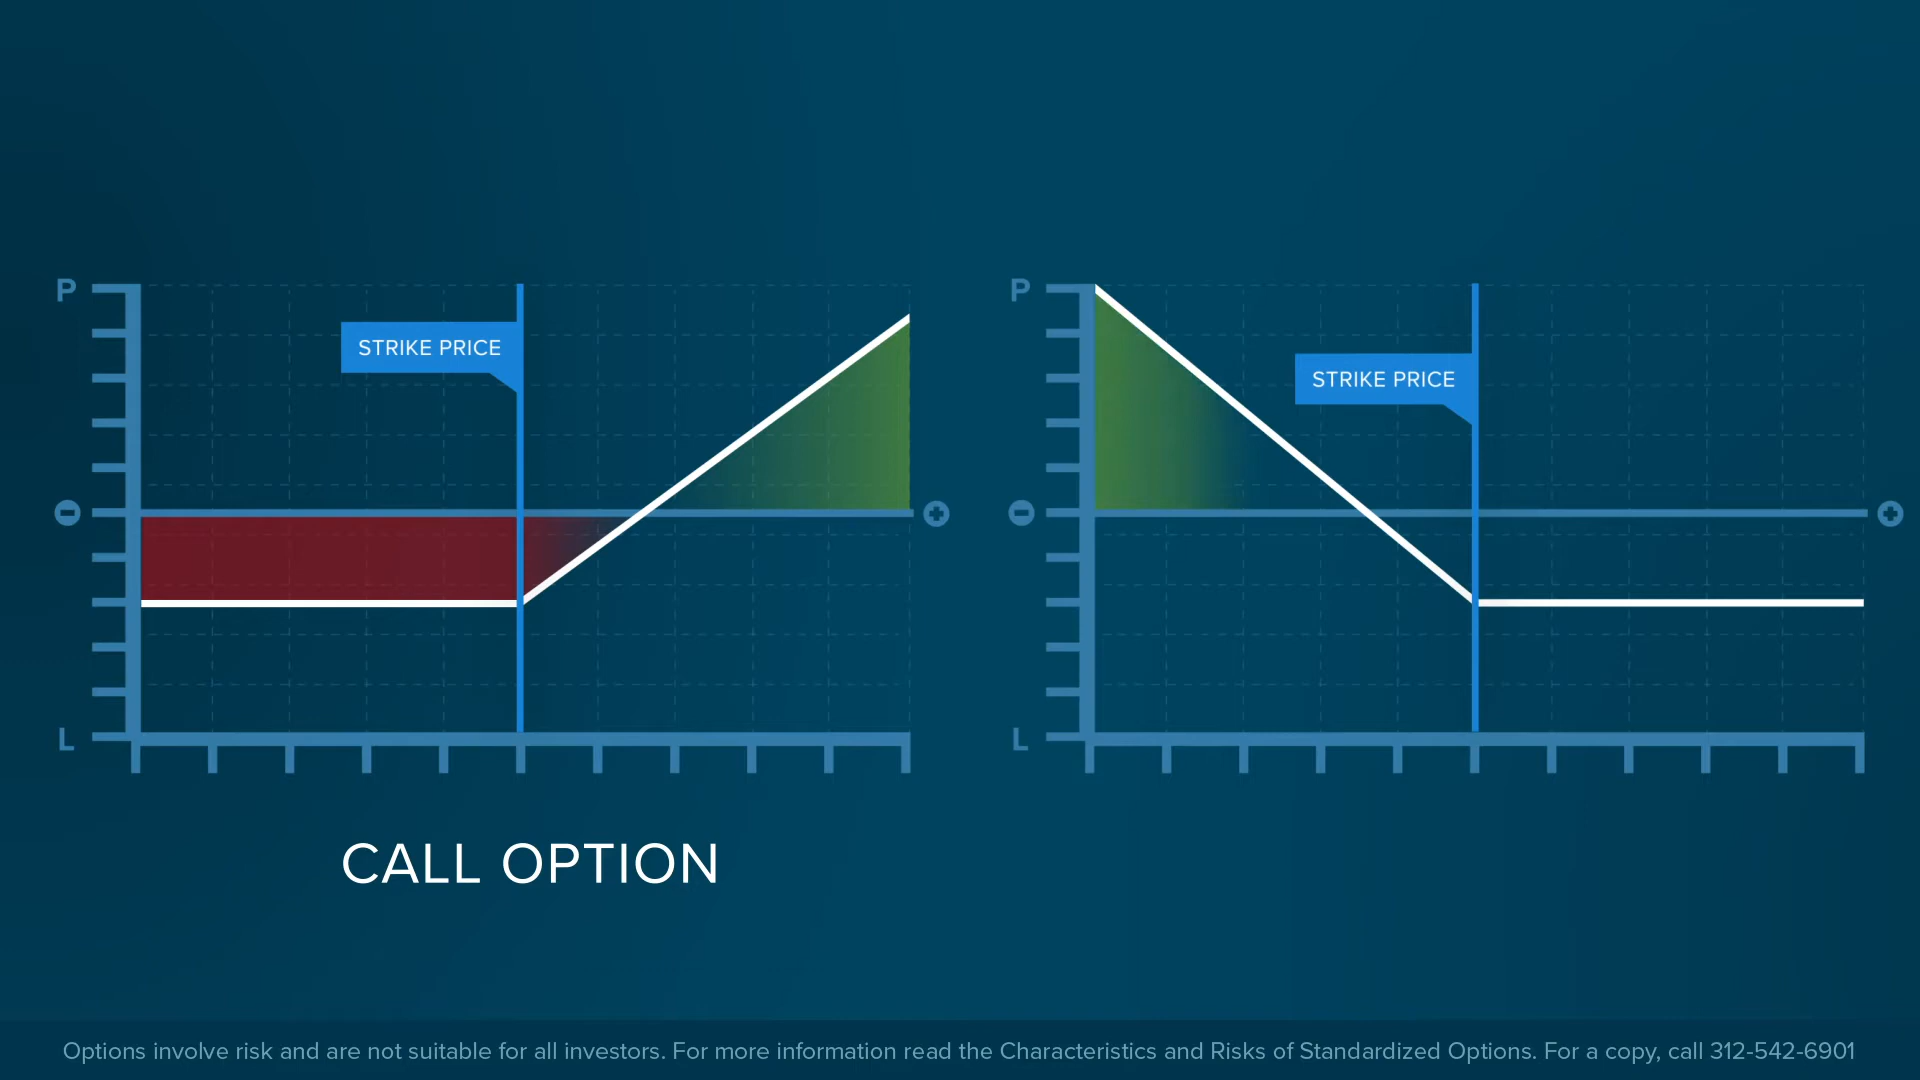 P
P
STRIKE PRICE
STRIKE PRICE
L
L
CALL OPTION
Options involve risk and are not suitable for all investors. For more information read the Characteristics and Risks of Standardized Options. For a copy, call 312-542-6901